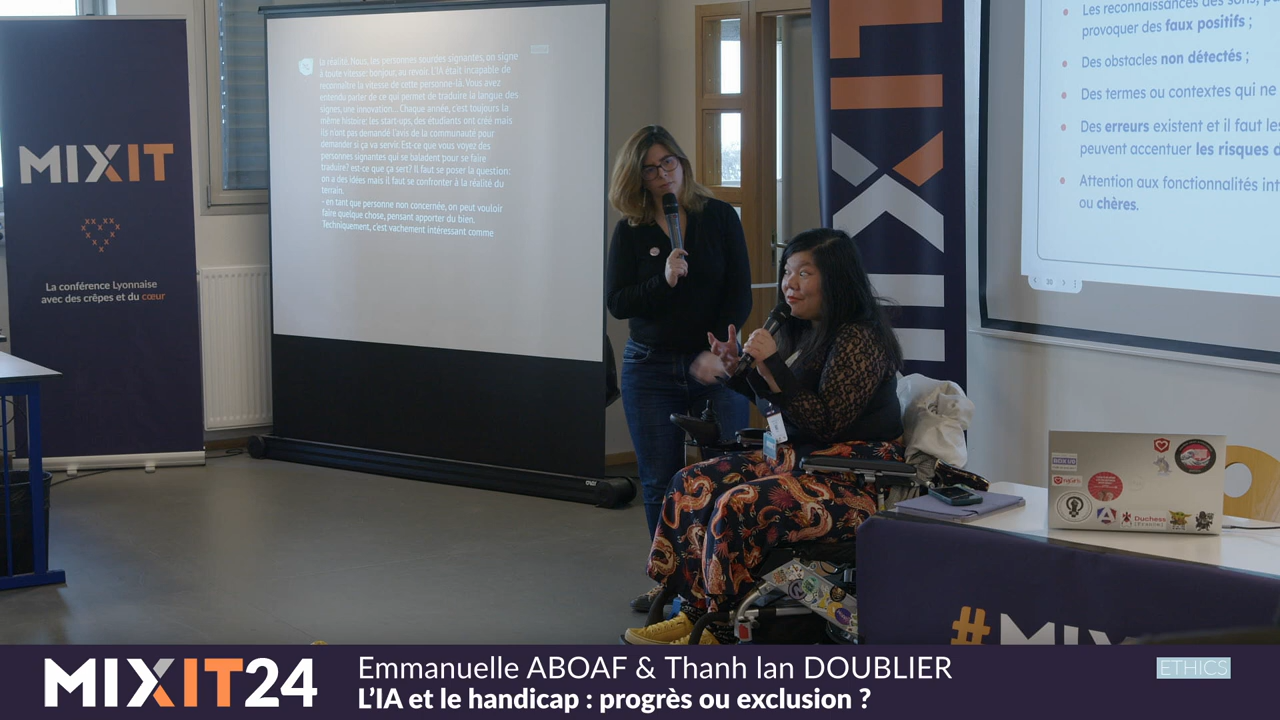 MIXIT
La conférence Lyonnaise
avec des crêpes et du cœur
la réalité. Nous, les personnes sourdes signantes, on signe
à toute vitesse: bonjour, au revoir. L'IA était incapable de
reconnaître la vitesse de cette personne-là. Vous avez
entendu parler de ce qui permet de traduire la langue des
signes, une innovation... Chaque année, c'est toujours la
même histoire: les start-ups, des étudiants ont créé mais
ils n'ont pas demandé l'avis de la communauté pour
demander si ça va servir. Est-ce que vous voyez des
personnes signantes qui se baladent pour se faire
traduire? est-ce que ça sert? Il faut se poser la question:
on a des idées mais il faut se confronter à la réalité du
terrain.
- en tant que personne non concernée, on peut vouloir
faire quelque chose, pensant apporter du bien.
Techniquement, c'est vachement intéressant comme
LIXIM
Les reconnaissances des sons,
provoquer des faux positifs ;
Des obstacles non détectés ;
Des termes ou contextes qui ne
Des erreurs existent et il faut les
peuvent accentuer les risques d
Attention aux fonctionnalités int
ou chères.
Duchess
#MIX
MIXIT24
Emmanuelle ABOAF & Thanh lan DOUBLIER
L'IA et le handicap : progrès ou exclusion ?
ETHICS